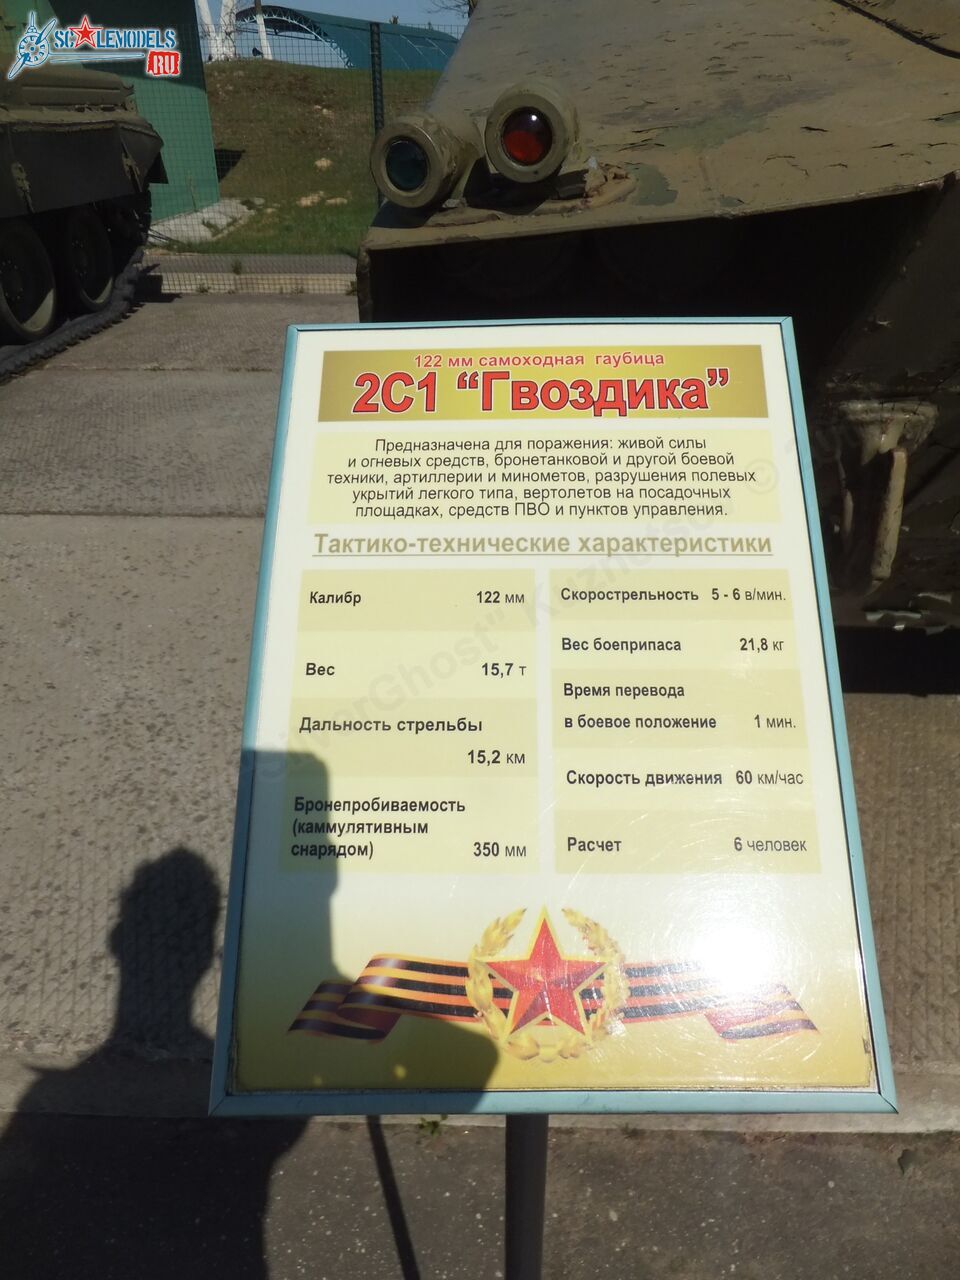 SCALEMODELS
RU
122 мм самоходная гаубица
2С1 “Гвоздика”
Предназначена для поражения: живой силы
и огневых средств, бронетанковой и другой боевой
техники, артиллерии и минометов, разрушения полевых
укрытий легкого типа, вертолетов на посадочных
площадках, средств ПВО и пунктов управления.
Тактико-технические характеристики
Калибр 122 мм
Вес 15,7 т
Дальность стрельбы
15,2 км
Бронепробиваемость
(каммулятивным
снарядом) 350 мм
Скорострельность 5 - 6 в/мин.
Вес боеприпаса 21,8 кг
Время перевода
в боевое положение 1 мин.
Скорость движения 60 км/час
Расчет 6 человек
Ghost" Kuznetsov ©